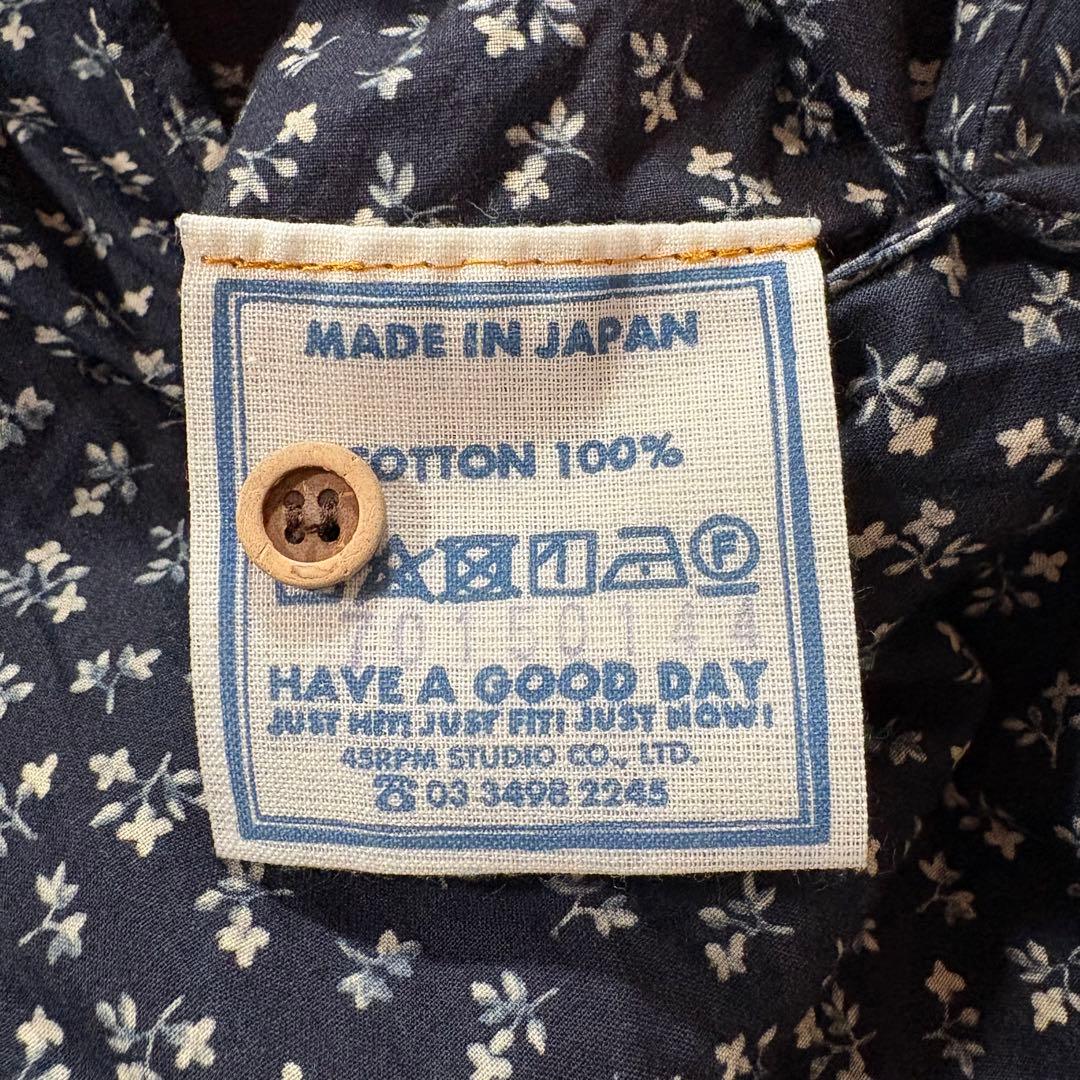 MADE IN JAPAN
COTTON 100%
F
HAVE A GOOD DAY
JUST HIT! JUST FIT! JUST NOW!
45RPM STUDIO CO., LTD.
☎ 03 3498 2245